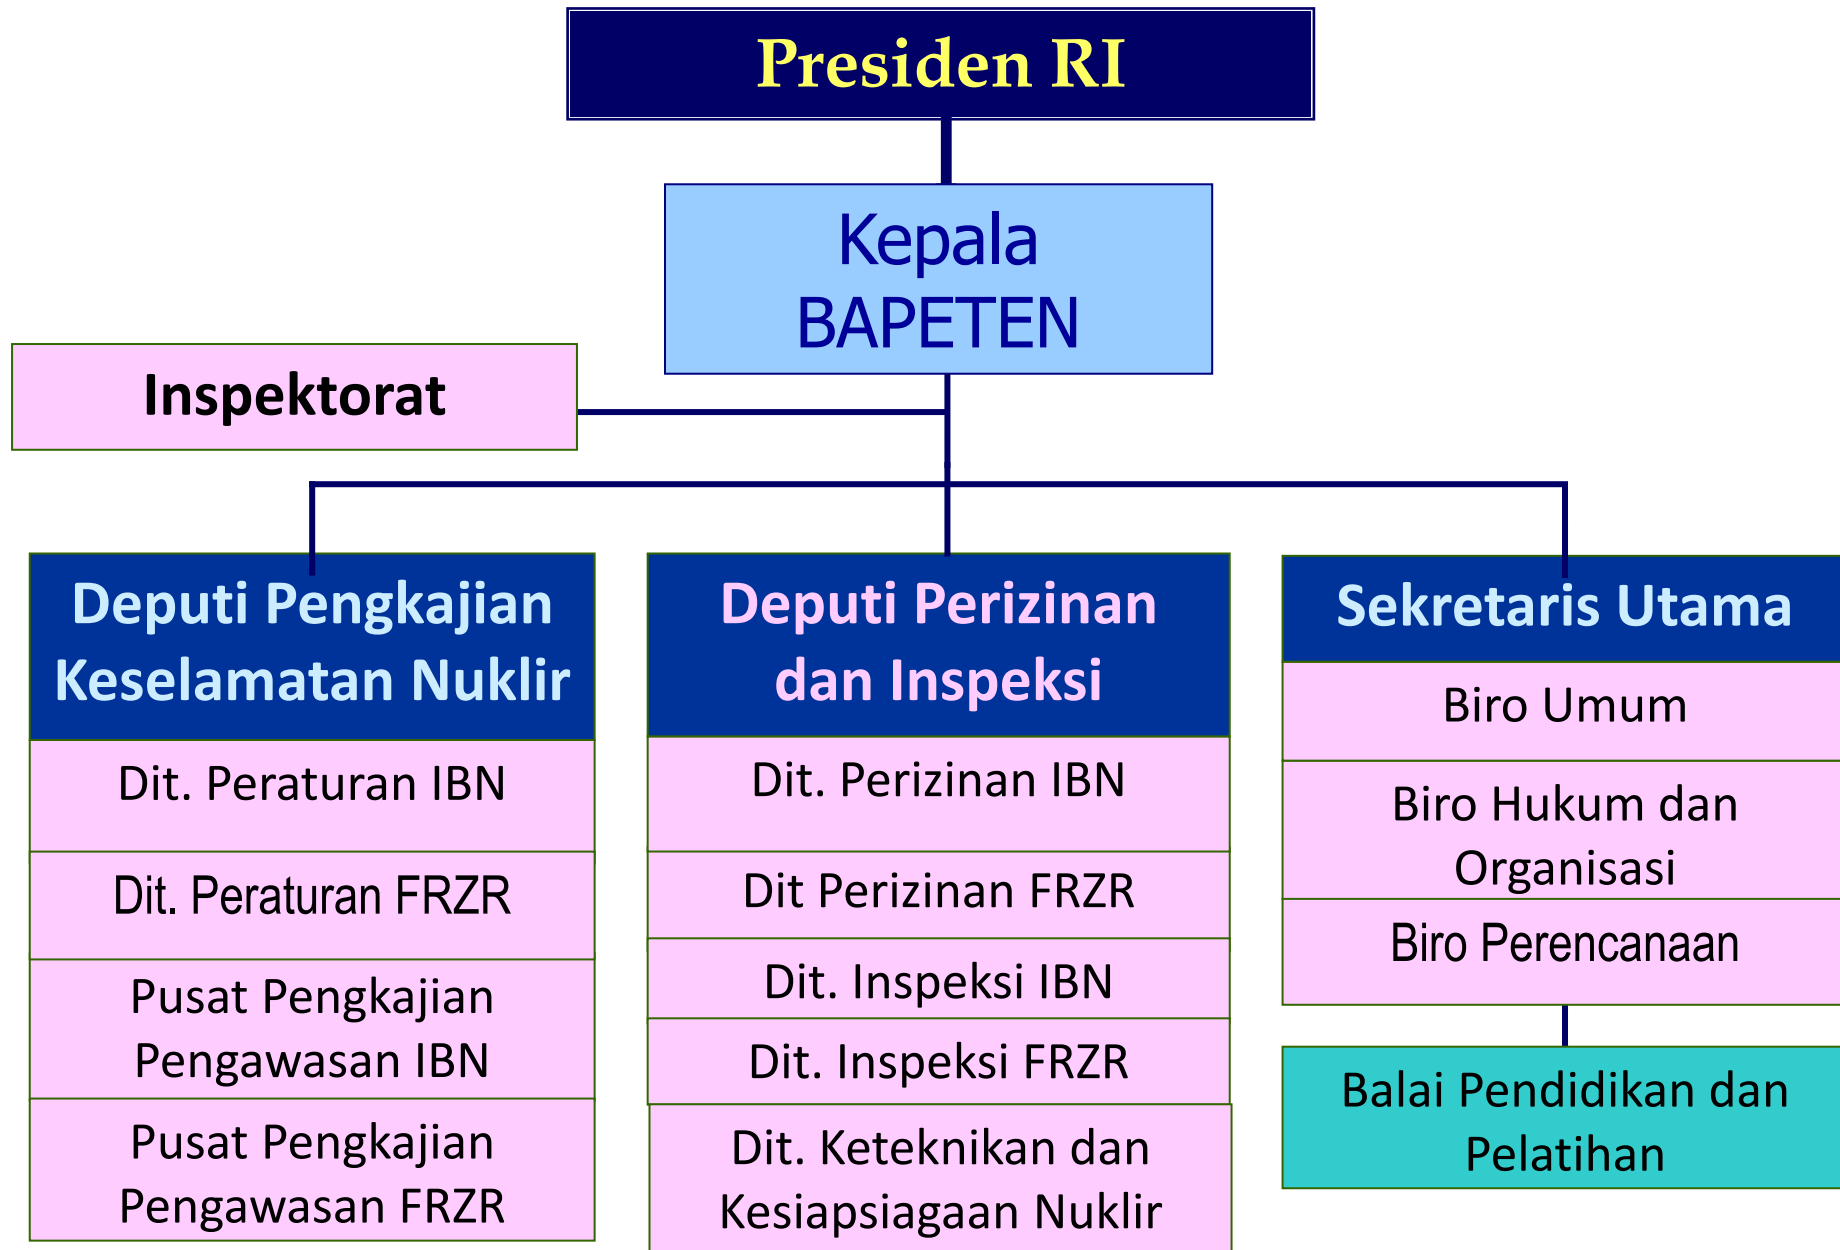 Presiden RI
Kepala
BAPETEN
Inspektorat
Deputi Pengkajian
Keselamatan Nuklir
Dit. Peraturan IBN
Dit. Peraturan FRZR
Pusat Pengkajian
Pengawasan IBN
Pusat Pengkajian
Pengawasan FRZR
Deputi Perizinan
dan Inspeksi
Dit. Perizinan IBN
Dit Perizinan FRZR
Dit. Inspeksi IBN
Dit. Inspeksi FRZR
Dit. Keteknikan dan
Kesiapsiagaan Nuklir
Sekretaris Utama
Biro Umum
Biro Hukum dan
Organisasi
Biro Perencanaan
Balai Pendidikan dan
Pelatihan